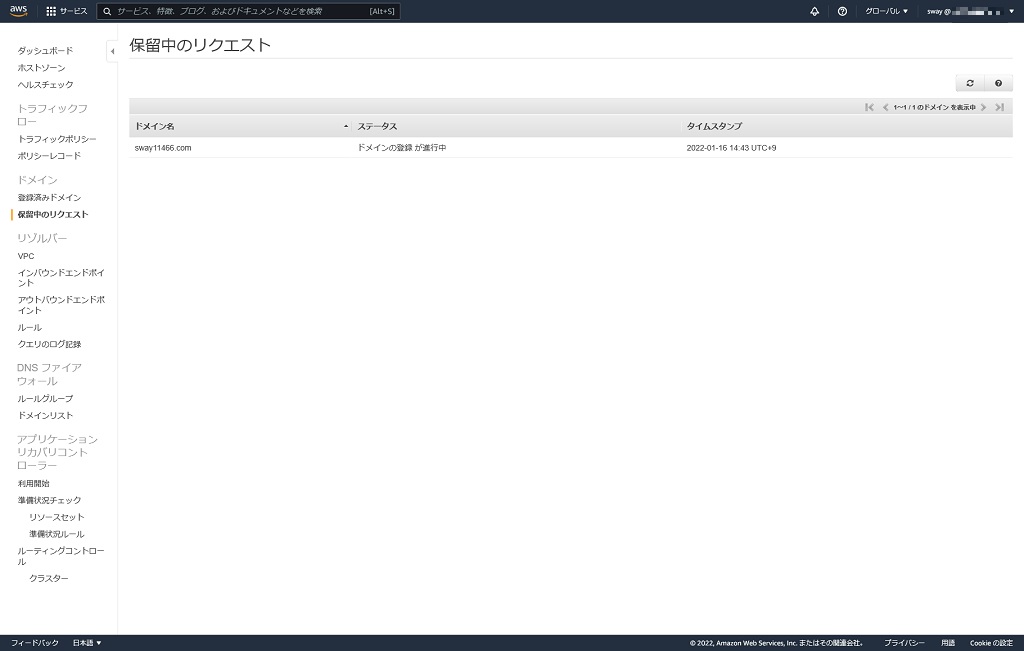 aws
サービス
サービス、特徴、ブログ、およびドキュメントなどを検索
[Alt+S]
グローバル ▼
sway @
ダッシュボード
ホストゾーン
ヘルスチェック
トラフィックフ
ロー
トラフィックポリシー
ポリシーレコード
ドメイン
登録済みドメイン
保留中のリクエスト
リゾルバー
VPC
インバウンドエンドポイ
ント
アウトバウンドエンドポ
イント
ルール
クエリのログ記録
DNS ファイア
ウォール
ルールグループ
ドメインリスト
アプリケーション
リカバリコント
ローラー
利用開始
準備状況チェック
リソースセット
準備状況ルール
ルーティングコントロー
ル
クラスター
保留中のリクエスト
1〜1 / 1 のドメイン を表示中
ドメイン名
ステータス
タイムスタンプ
sway11466.com
ドメインの登録 が進行中
2022-01-16 14:43 UTC+9
フィードバック
日本語 ▼
© 2022, Amazon Web Services, Inc. またはその関連会社。
プライバシー
用語
Cookie の設定